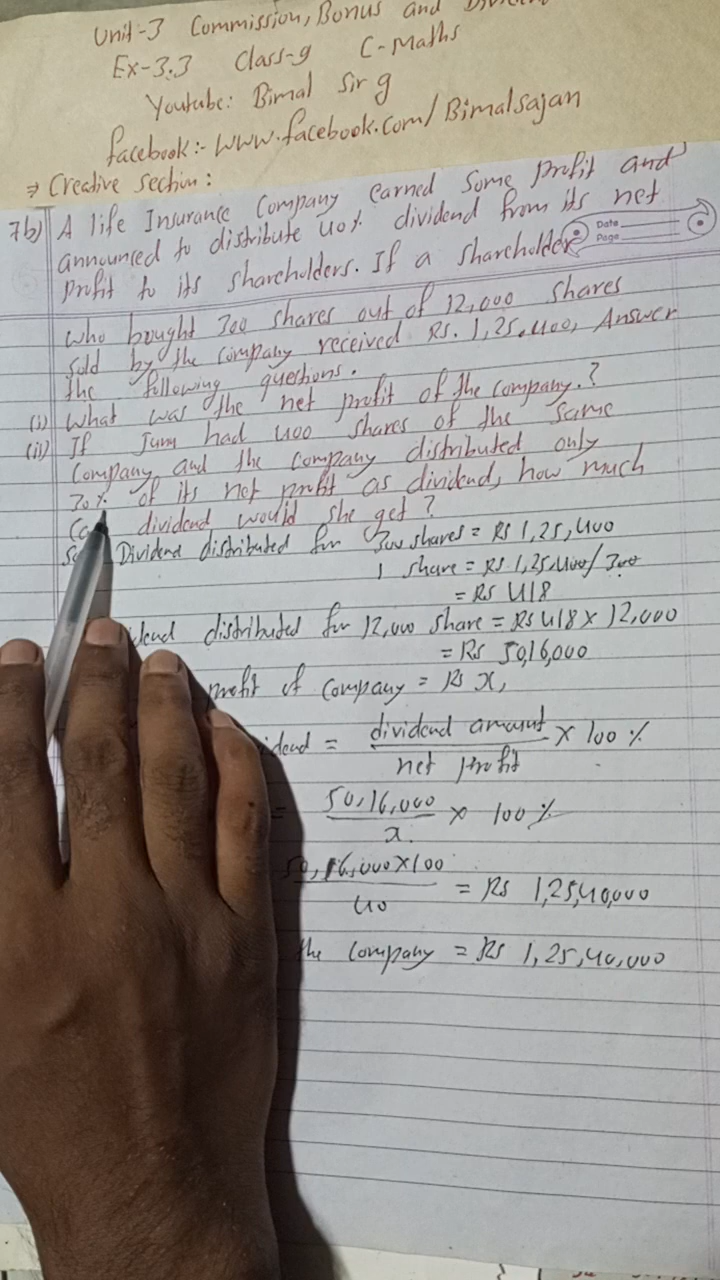 Unit-3 Commission, Bonus and
Ex-3.3 Class-9 C-Maths
Youtube: Bimal Sir g
facebook:- www.facebook.com/Bimalsajan
⇒ Creative section:
7b) A life Insurance Company earned some profit and
announced to distribute 40% dividend from its net
Date
Page
profit to its shareholders. If a shareholder
who bought 300 shares out of 12,000 shares
sold by the company received Rs. 1,25,400, Answer
the following questions.
(i) What was the net profit of the company.?
(ii) If had 400 shares of the same
Company and the company distributed only
30% of its net profit as dividend, how much
dividend would she get?
Dividend distributed for 300 shares = Rs 1,25,400
1 share = Rs. 1,25,400/300
= Rs 418
distributed for 12,000 share = Rs 418 × 12,000
= Rs 50,16,000
profit of Company = Rs x,
= dividend amount / net profit × 100%
= 50,16,000 / x × 100%
50,16,000×100 / 40 = Rs 1,25,40,000
the company = Rs 1,25,40,000